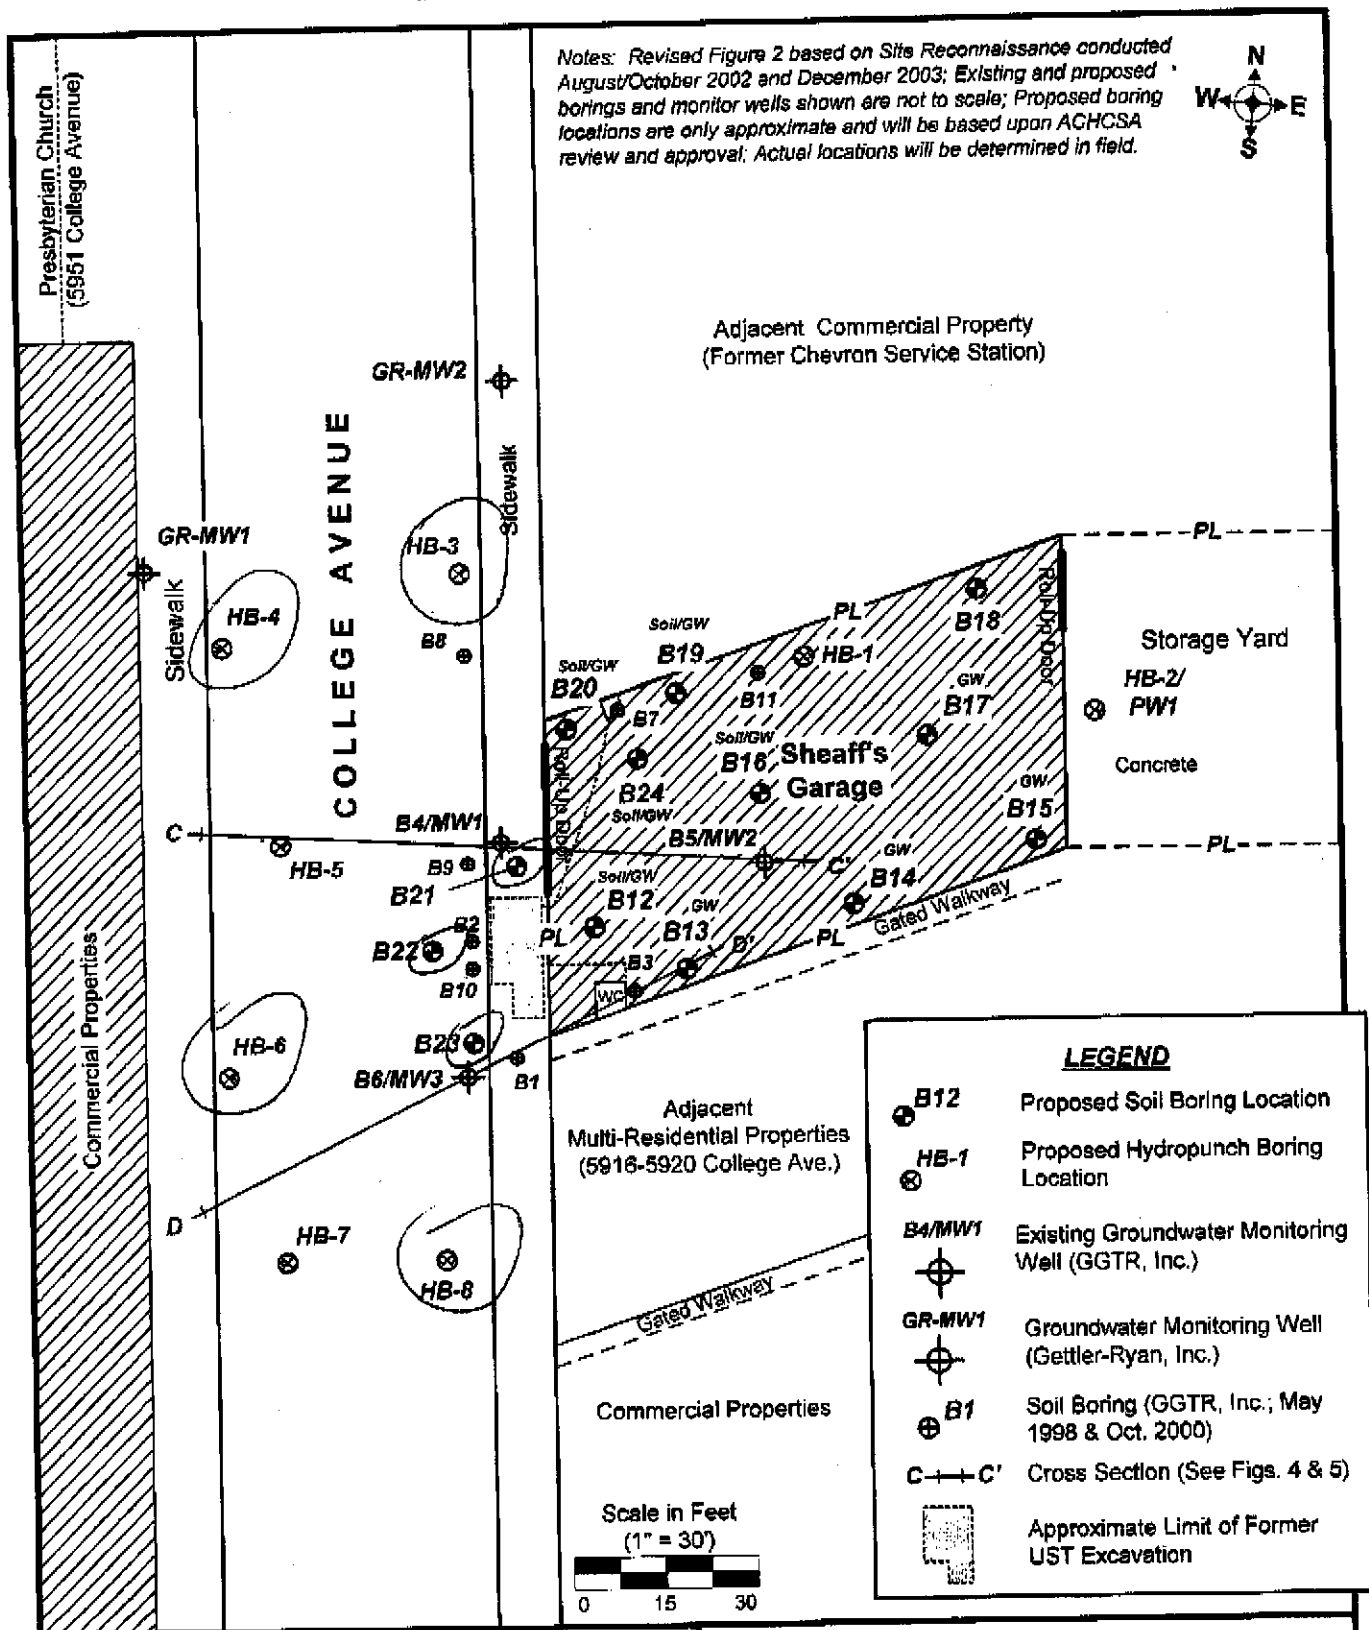 Notes: Revised Figure 2 based on Site Reconnaissance conducted
August/October 2002 and December 2003; Existing and proposed
borings and monitor wells shown are not to scale; Proposed boring
locations are only approximate and will be based upon ACHCSA
review and approval; Actual locations will be determined in field.
N
W E
S
Presbyterian Church
(5951 College Avenue)
Adjacent Commercial Property
(Former Chevron Service Station)
GR-MW2
COLLEGE AVENUE
Sidewalk
GR-MW1
HB-3
PL
HB-4
Sidewalk
B8
Soil/GW
B19
PL
B18
Roll-Up Door
Storage Yard
HB-1
Soil/GW
B20
B7
B11
GW
B17
HB-2/
PW1
Soil/GW
B16
Sheaff's
Garage
Roll-Up Door
B24
Soil/GW
Concrete
GW
B15
C
B4/MW1
B5/MW2
C'
PL
HB-5
B9
B21
Soil/GW
B12
GW
B14
GW
B13
Gated Walkway
B2
B22
PL
D'
PL
B10
B3
WC
Commercial Properties
HB-6
B23
B6/MW3
B1
Adjacent
Multi-Residential Properties
(5916-5920 College Ave.)
D
HB-7
HB-8
Gated Walkway
Commercial Properties
Scale in Feet
(1" = 30')
0 15 30
LEGEND
B12 Proposed Soil Boring Location
HB-1 Proposed Hydropunch Boring
Location
B4/MW1 Existing Groundwater Monitoring
Well (GGTR, Inc.)
GR-MW1 Groundwater Monitoring Well
(Gettler-Ryan, Inc.)
B1 Soil Boring (GGTR, Inc.; May
1998 & Oct. 2000)
C C' Cross Section (See Figs. 4 & 5)
Approximate Limit of Former
UST Excavation